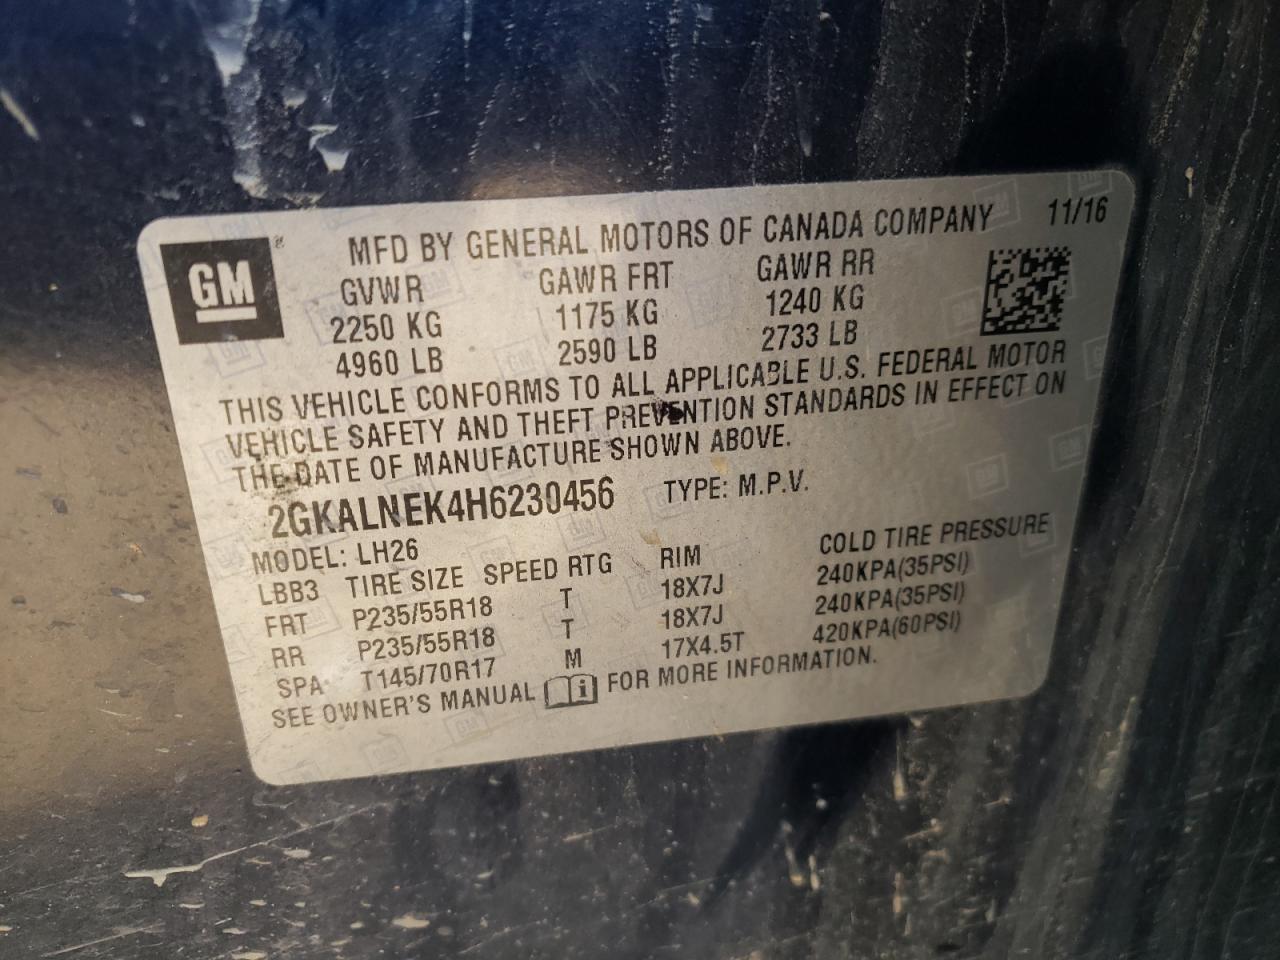 GM
MFD BY GENERAL MOTORS OF CANADA COMPANY 11/16
GVWR GAWR FRT GAWR RR
2250 KG 1175 KG 1240 KG
4960 LB 2590 LB 2733 LB
THIS VEHICLE CONFORMS TO ALL APPLICABLE U.S. FEDERAL MOTOR
VEHICLE SAFETY AND THEFT PREVENTION STANDARDS IN EFFECT ON
THE DATE OF MANUFACTURE SHOWN ABOVE.
2GKALNEK4H6230456 TYPE: M.P.V.
MODEL: LH26
LBB3 TIRE SIZE SPEED RTG RIM COLD TIRE PRESSURE
FRT P235/55R18 T 18X7J 240KPA(35PSI)
RR P235/55R18 T 18X7J 240KPA(35PSI)
SPA T145/70R17 M 17X4.5T 420KPA(60PSI)
SEE OWNER'S MANUAL FOR MORE INFORMATION.